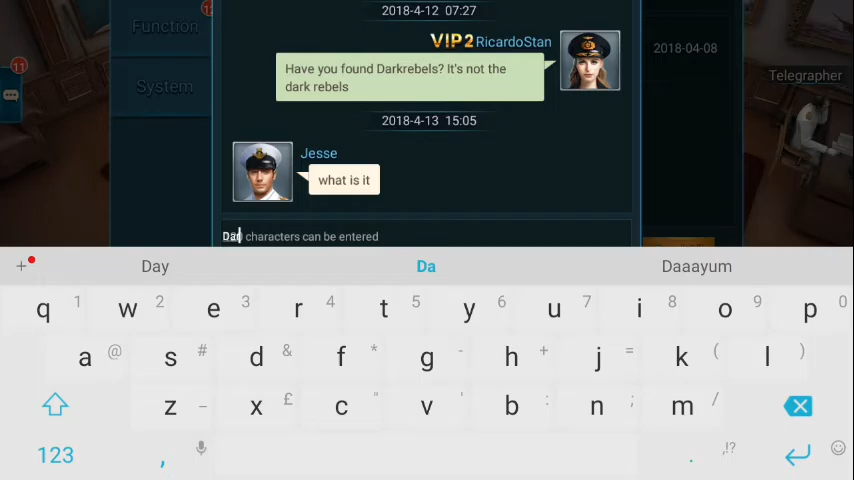 2018-4-12 07:27
Function
VIP2 RicardoStan
2018-04-08
Have you found Darkrebels? It's not the
dark rebels
11
Telegrapher
System
2018-4-13 15:05
Jesse
what is it
characters can be entered
Day
Da
Daaayum
q 1 w 2 e 3 r 4 t 5 y 6 u 7 i 8 o 9 p 0
a @ s # d & f * g - h + j = k ( l )
z _ x £ c " v ' b : n ; m /
123 , . ,!?